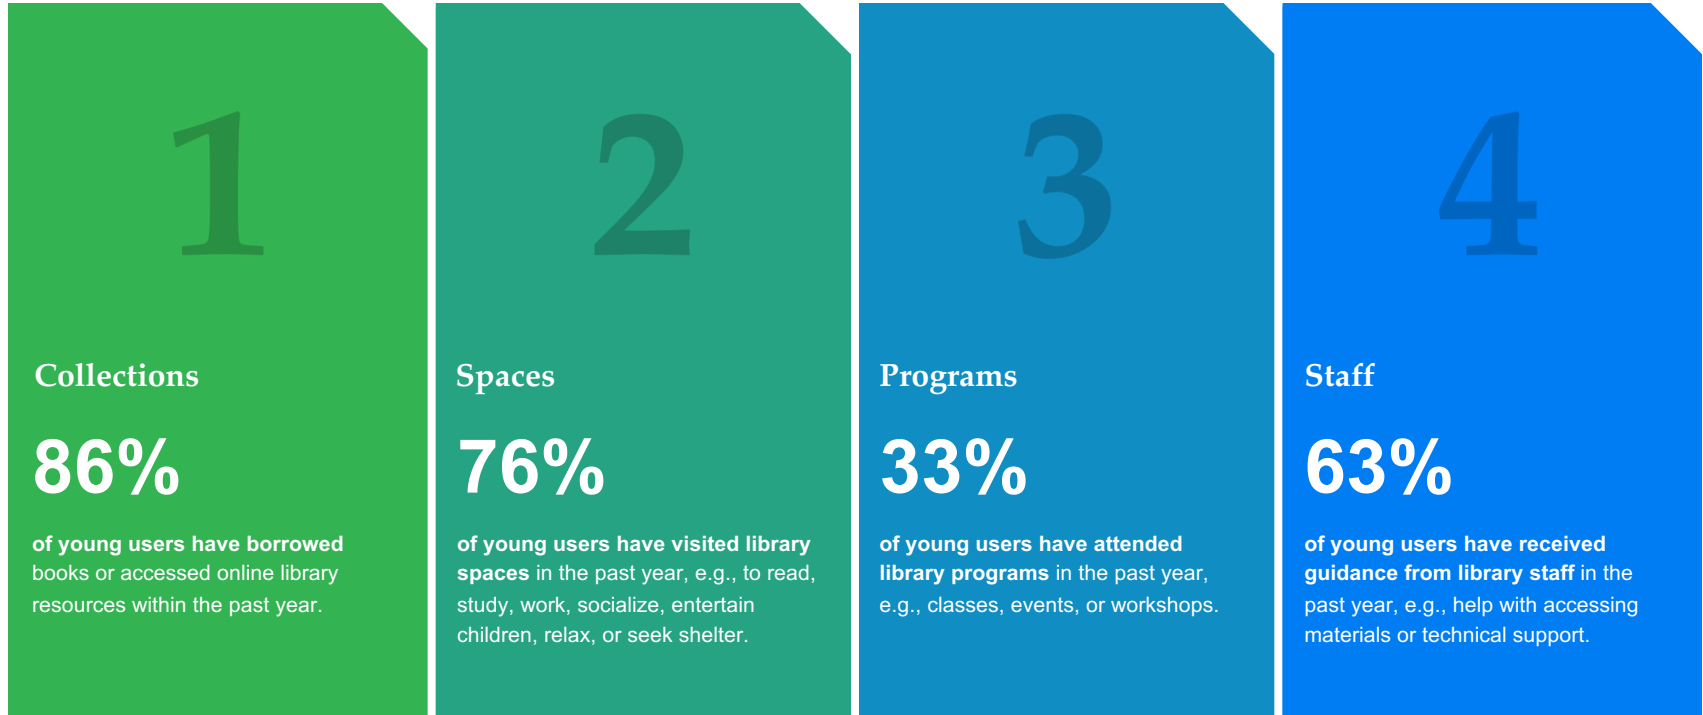 1
Collections
86%
of young users have borrowed
books or accessed online library
resources within the past year.
2
Spaces
76%
of young users have visited library
spaces in the past year, e.g., to read,
study, work, socialize, entertain
children, relax, or seek shelter.
3
Programs
33%
of young users have attended
library programs in the past year,
e.g., classes, events, or workshops.
4
Staff
63%
of young users have received
guidance from library staff in the
past year, e.g., help with accessing
materials or technical support.